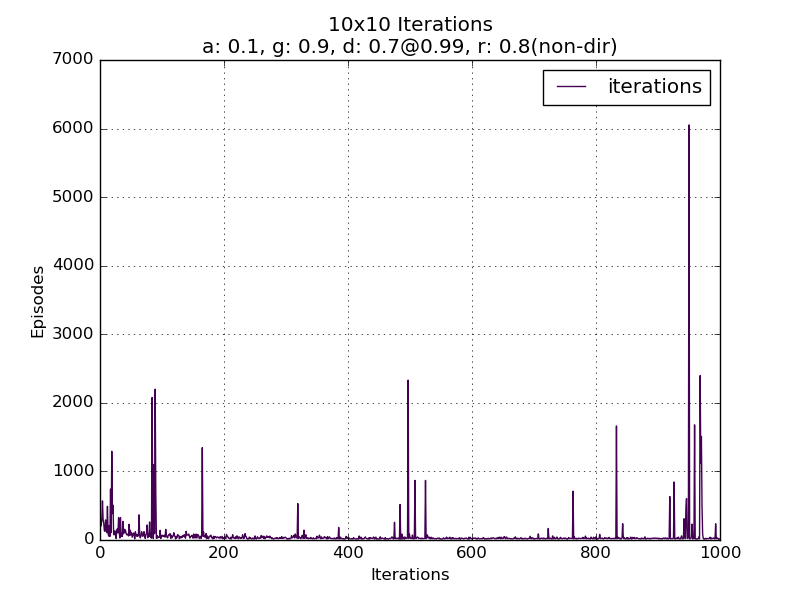 10x10 Iterations
a: 0.1, g: 0.9, d: 0.7@0.99, r: 0.8(non-dir)
7000
iterations
6000
5000
4000
Episodes
3000
2000
1000
0
0 200 400 600 800 1000
Iterations